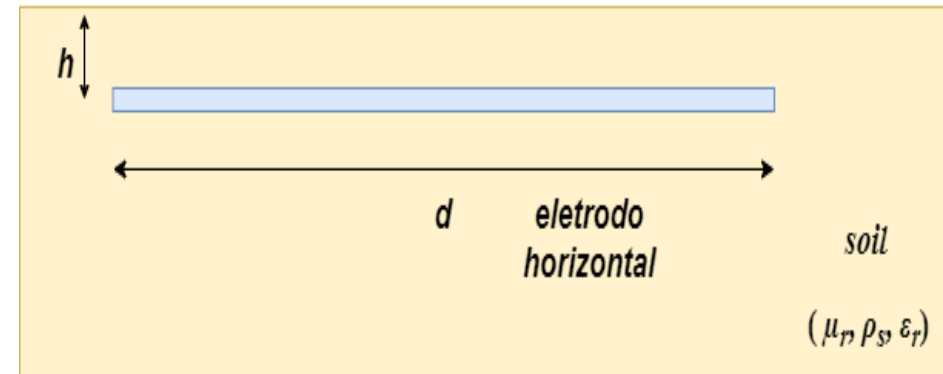 h
d eletrodo
horizontal
soil
(μr, ρs, εr)